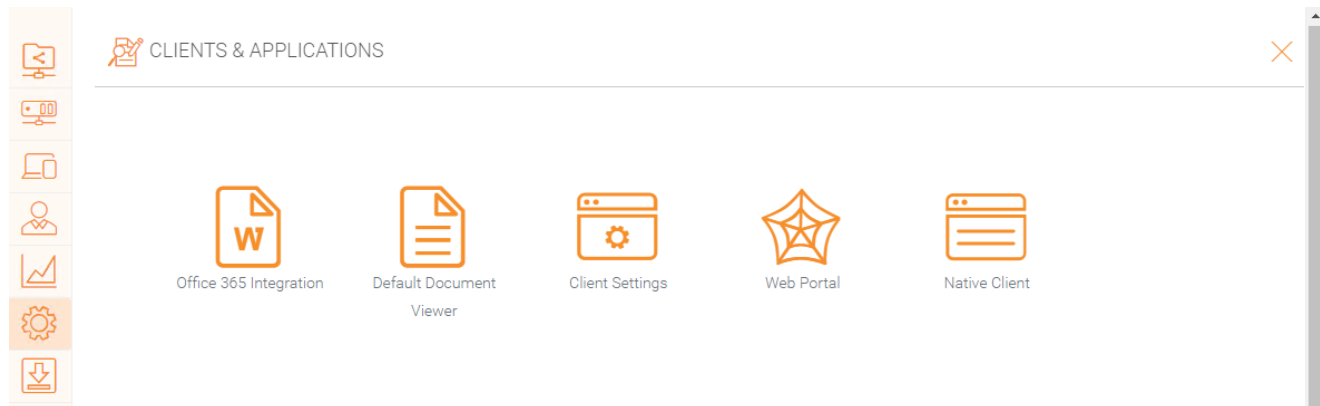 CLIENTS & APPLICATIONS
W
Office 365 Integration
Default Document
Viewer
Client Settings
Web Portal
Native Client